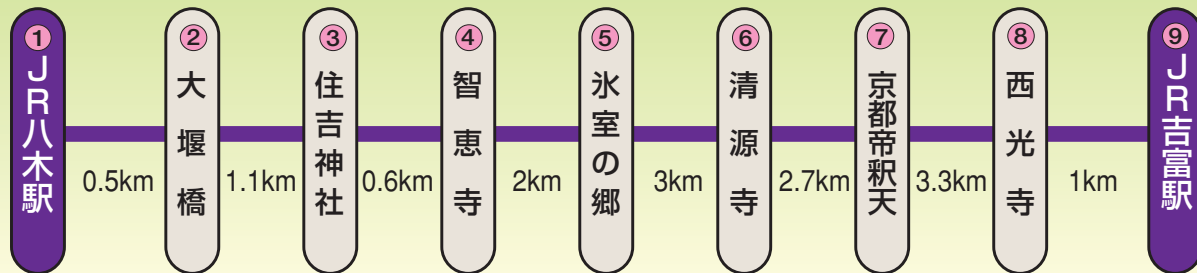 ① JR八木駅
0.5km
② 大堰橋
1.1km
③ 住吉神社
0.6km
④ 智恵寺
2km
⑤ 氷室の郷
3km
⑥ 清源寺
2.7km
⑦ 京都帝釈天
3.3km
⑧ 西光寺
1km
⑨ JR吉富駅